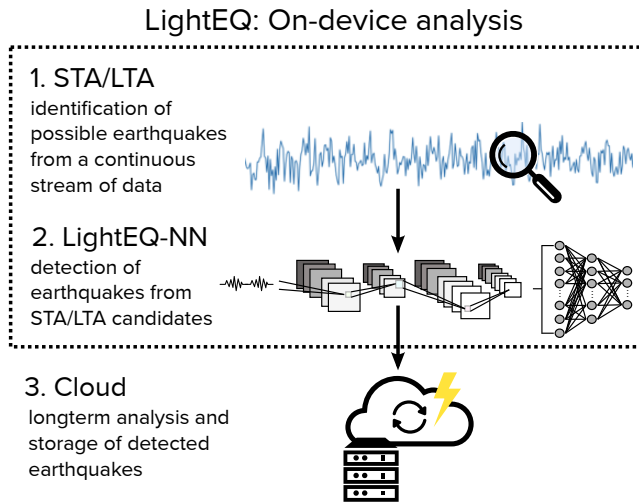 LightEQ: On-device analysis
1. STA/LTA
identification of
possible earthquakes
from a continuous
stream of data
2. LightEQ-NN
detection of
earthquakes from
STA/LTA candidates
3. Cloud
longterm analysis and
storage of detected
earthquakes